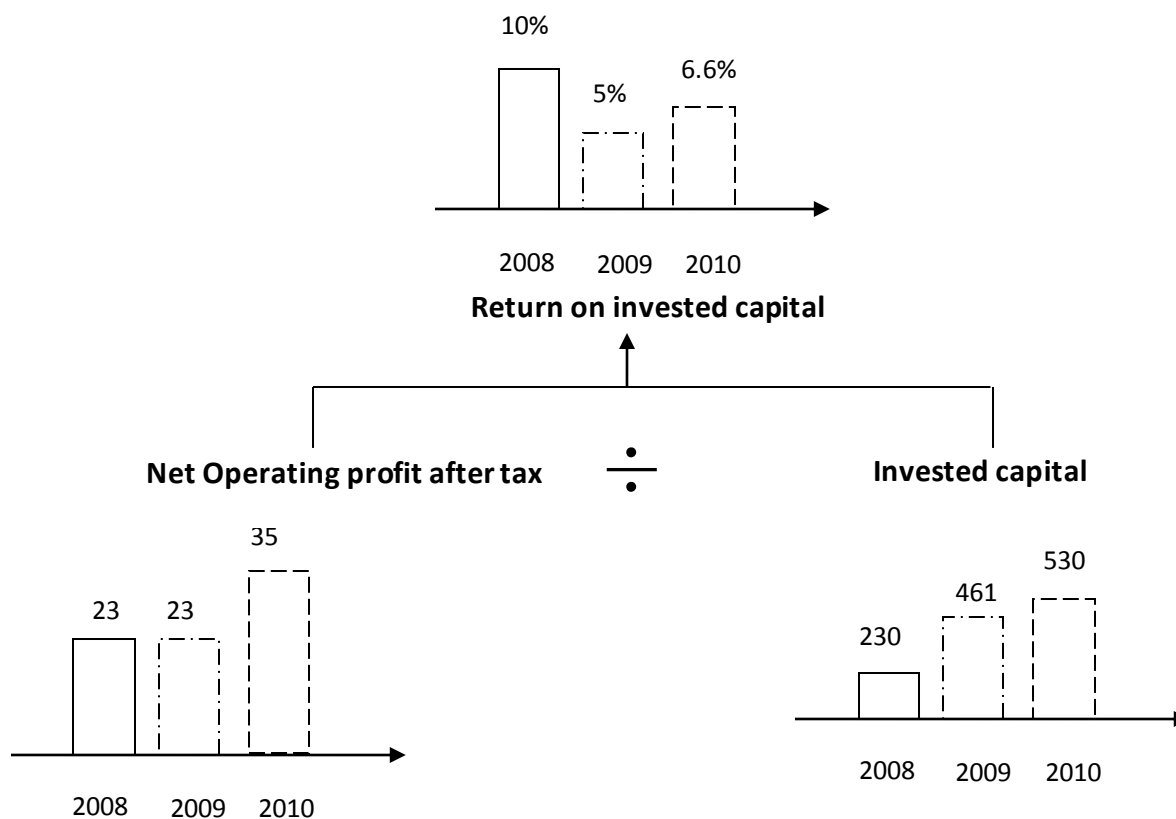 10%
5%
6.6%
2008 2009 2010
Return on invested capital
Net Operating profit after tax ÷ Invested capital
35
23 23
2008 2009 2010
530
461
230
2008 2009 2010